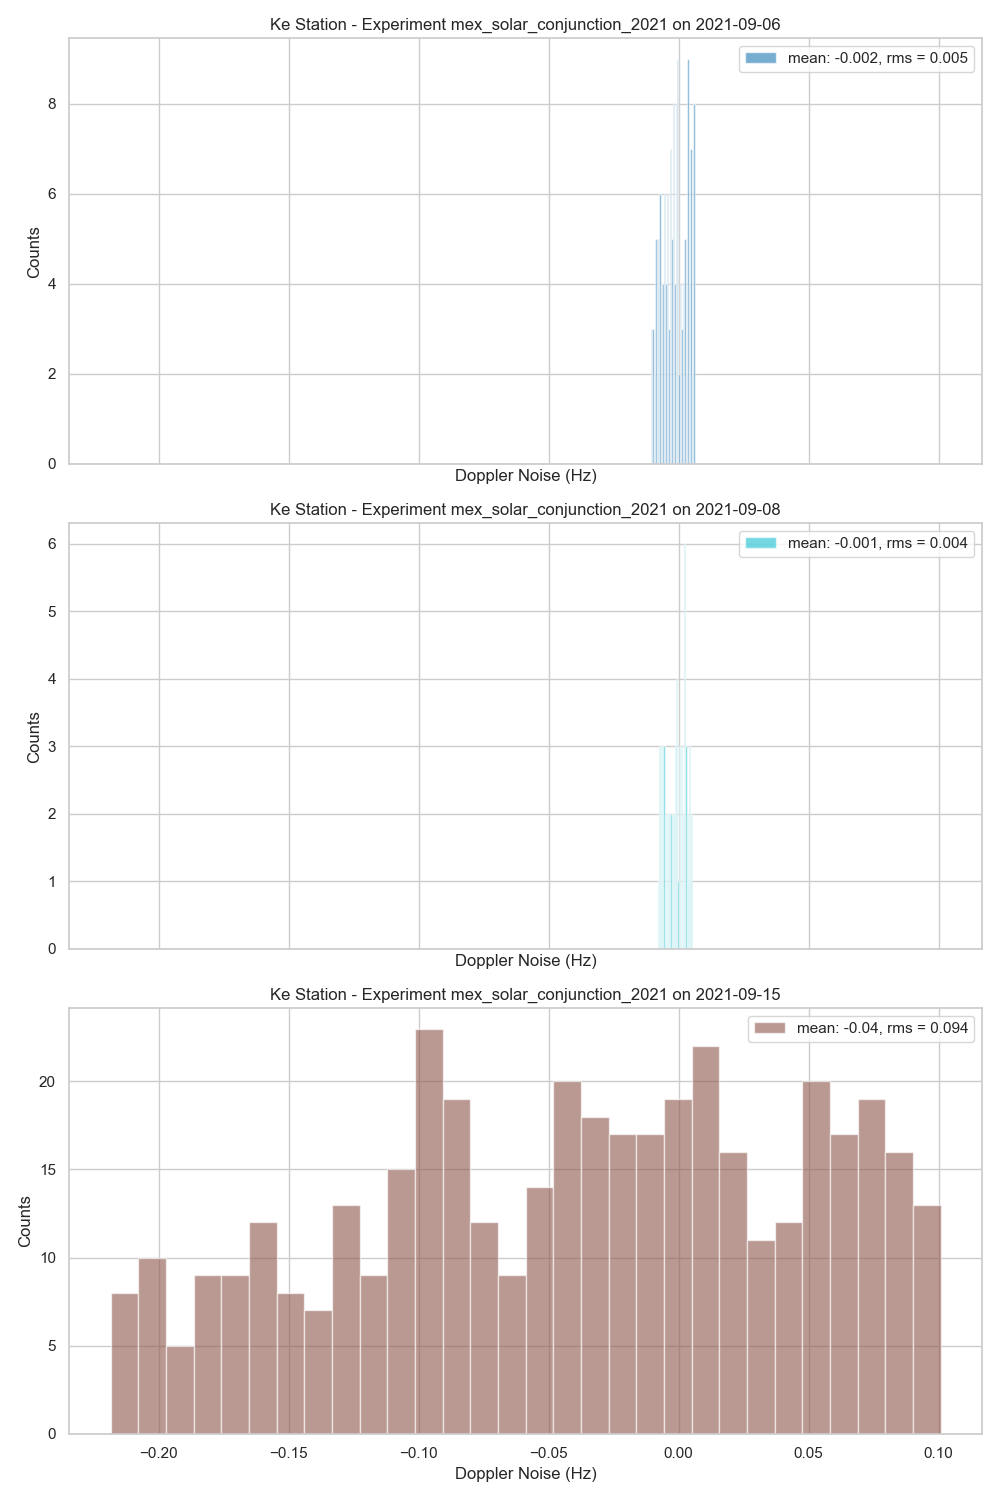 Ke Station - Experiment mex_solar_conjunction_2021 on 2021-09-06
mean: -0.002, rms = 0.005
8
6
4
2
0
Counts
Doppler Noise (Hz)
Ke Station - Experiment mex_solar_conjunction_2021 on 2021-09-08
mean: -0.001, rms = 0.004
6
5
4
3
2
1
0
Counts
Doppler Noise (Hz)
Ke Station - Experiment mex_solar_conjunction_2021 on 2021-09-15
mean: -0.04, rms = 0.094
20
15
10
5
0
Counts
−0.20 −0.15 −0.10 −0.05 0.00 0.05 0.10
Doppler Noise (Hz)